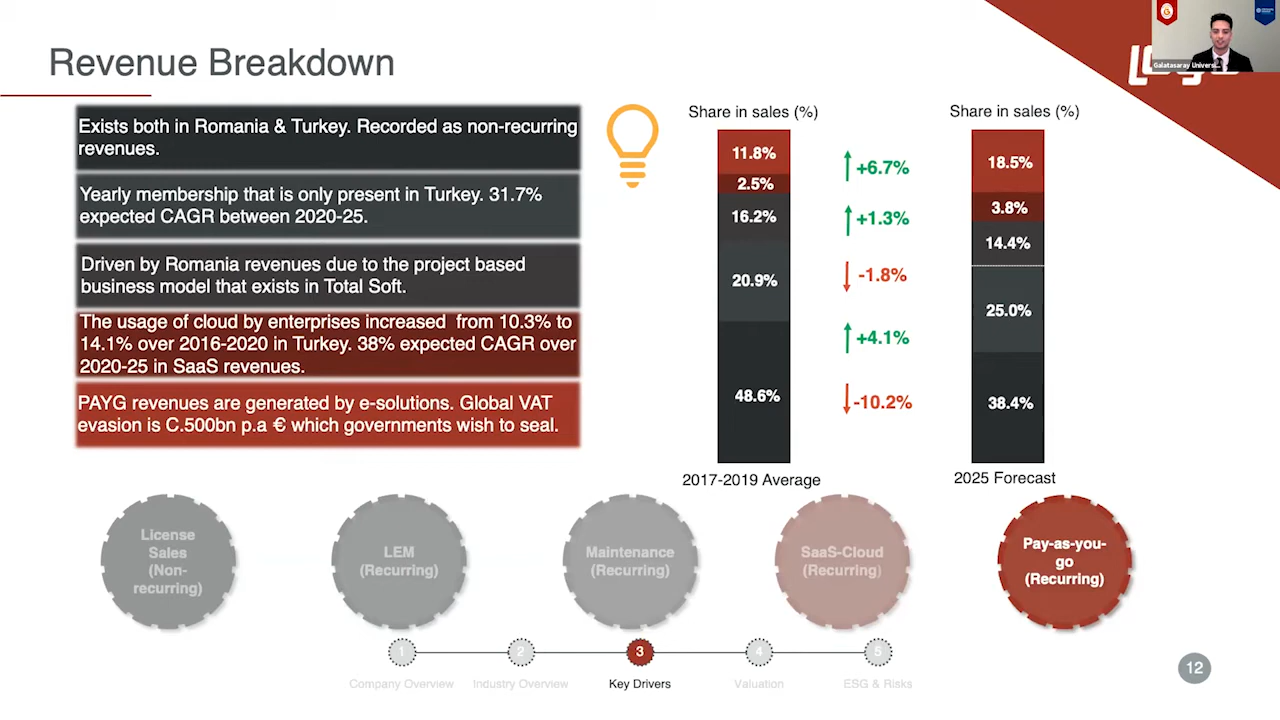 Revenue Breakdown
Exists both in Romania & Turkey. Recorded as non-recurring
revenues.
Yearly membership that is only present in Turkey. 31.7%
expected CAGR between 2020-25.
Driven by Romania revenues due to the project based
business model that exists in Total Soft.
The usage of cloud by enterprises increased from 10.3% to
14.1% over 2016-2020 in Turkey. 38% expected CAGR over
2020-25 in SaaS revenues.
PAYG revenues are generated by e-solutions. Global VAT
evasion is C.500bn p.a € which governments wish to seal.
Share in sales (%)
11.8%
2.5%
16.2%
20.9%
48.6%
2017-2019 Average
+6.7%
+1.3%
-1.8%
+4.1%
-10.2%
Share in sales (%)
18.5%
3.8%
14.4%
25.0%
38.4%
2025 Forecast
Galatasaray Universi...
License
Sales
(Non-
recurring)
LEM
(Recurring)
Maintenance
(Recurring)
SaaS-Cloud
(Recurring)
Pay-as-you-
go
(Recurring)
1
2
3
4
5
Company Overview
Industry Overview
Key Drivers
Valuation
ESG & Risks
12